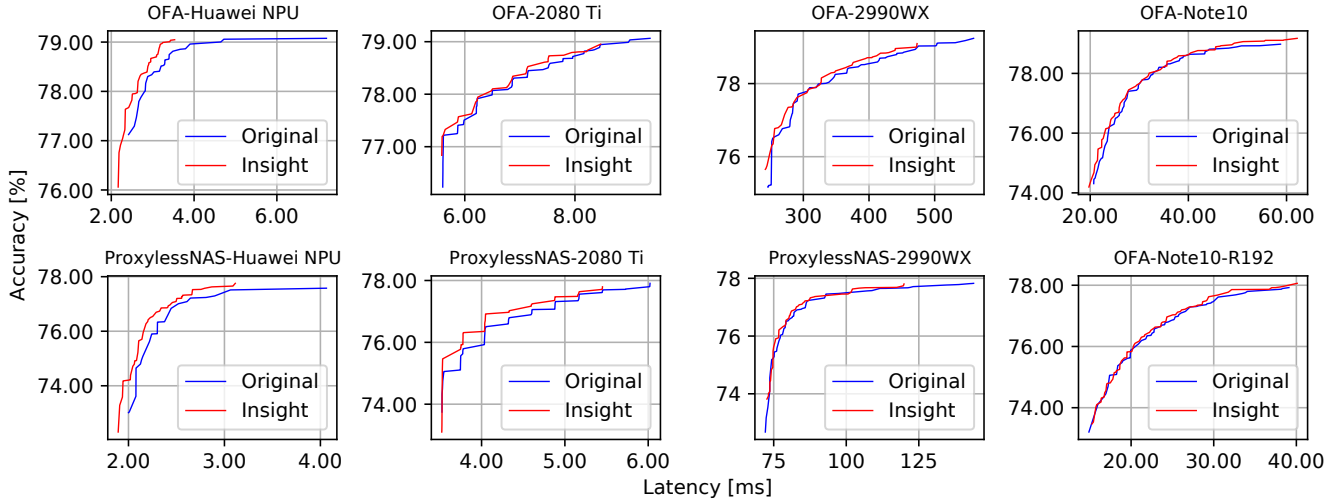 OFA-Huawei NPU
79.00
78.00
77.00
76.00
2.00 4.00 6.00
Original
Insight
OFA-2080 Ti
79.00
78.00
77.00
6.00 8.00
Original
Insight
OFA-2990WX
78
76
300 400 500
Original
Insight
OFA-Note10
78.00
76.00
74.00
20.00 40.00 60.00
Original
Insight
Accuracy [%]
ProxylessNAS-Huawei NPU
78.00
76.00
74.00
2.00 3.00 4.00
Original
Insight
ProxylessNAS-2080 Ti
78.00
77.00
76.00
75.00
74.00
4.00 5.00 6.00
Original
Insight
ProxylessNAS-2990WX
78
76
74
75 100 125
Original
Insight
OFA-Note10-R192
78.00
76.00
74.00
20.00 30.00 40.00
Original
Insight
Latency [ms]